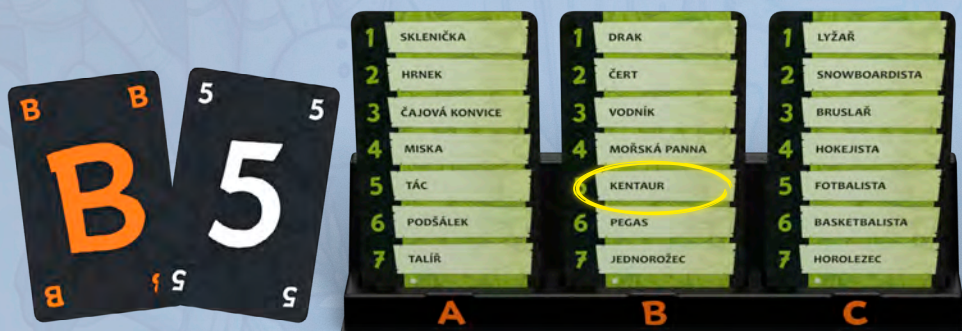 B B
B
B B
5 5
5
5 5
1 SKLENIČKA
2 HRNEK
3 ČAJOVÁ KONVICE
4 MISKA
5 TÁC
6 PODŠÁLEK
7 TALÍŘ
A
1 DRAK
2 ČERT
3 VODNÍK
4 MOŘSKÁ PANNA
5 KENTAUR
6 PEGAS
7 JEDNOROŽEC
B
1 LYŽAŘ
2 SNOWBOARDISTA
3 BRUSLAŘ
4 HOKEJISTA
5 FOTBALISTA
6 BASKETBALISTA
7 HOROLEZEC
C